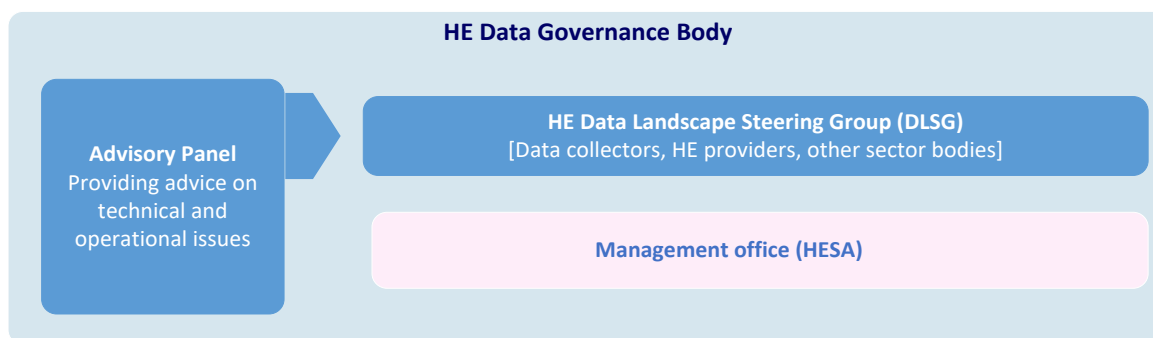 HE Data Governance Body
Advisory Panel
Providing advice on
technical and
operational issues
HE Data Landscape Steering Group (DLSG)
[Data collectors, HE providers, other sector bodies]
Management office (HESA)